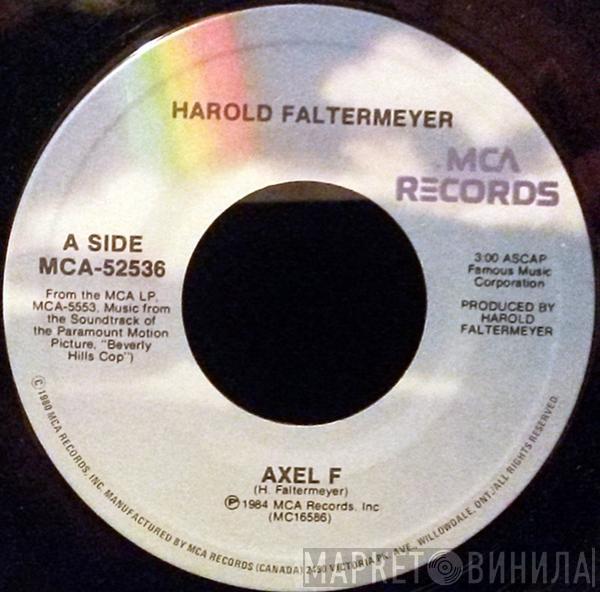 HAROLD FALTERMEYER
MCA
RECORDS
A SIDE
MCA-52536
From the MCA LP,
MCA-5553, Music from
the Soundtrack of
the Paramount Motion
Picture, "Beverly
Hills Cop")
3:00 ASCAP
Famous Music
Corporation
PRODUCED BY
HAROLD
FALTERMEYER
AXEL F
(H. Faltermeyer)
℗ 1984 MCA Records, Inc
(MC16586)
© 1980 MCA RECORDS, INC. MANUFACTURED BY MCA RECORDS (CANADA) 2450 VICTORIA PK. AVE., WILLOWDALE, ONT./ALL RIGHTS RESERVED.
МАРКЕТ ВИНИЛА